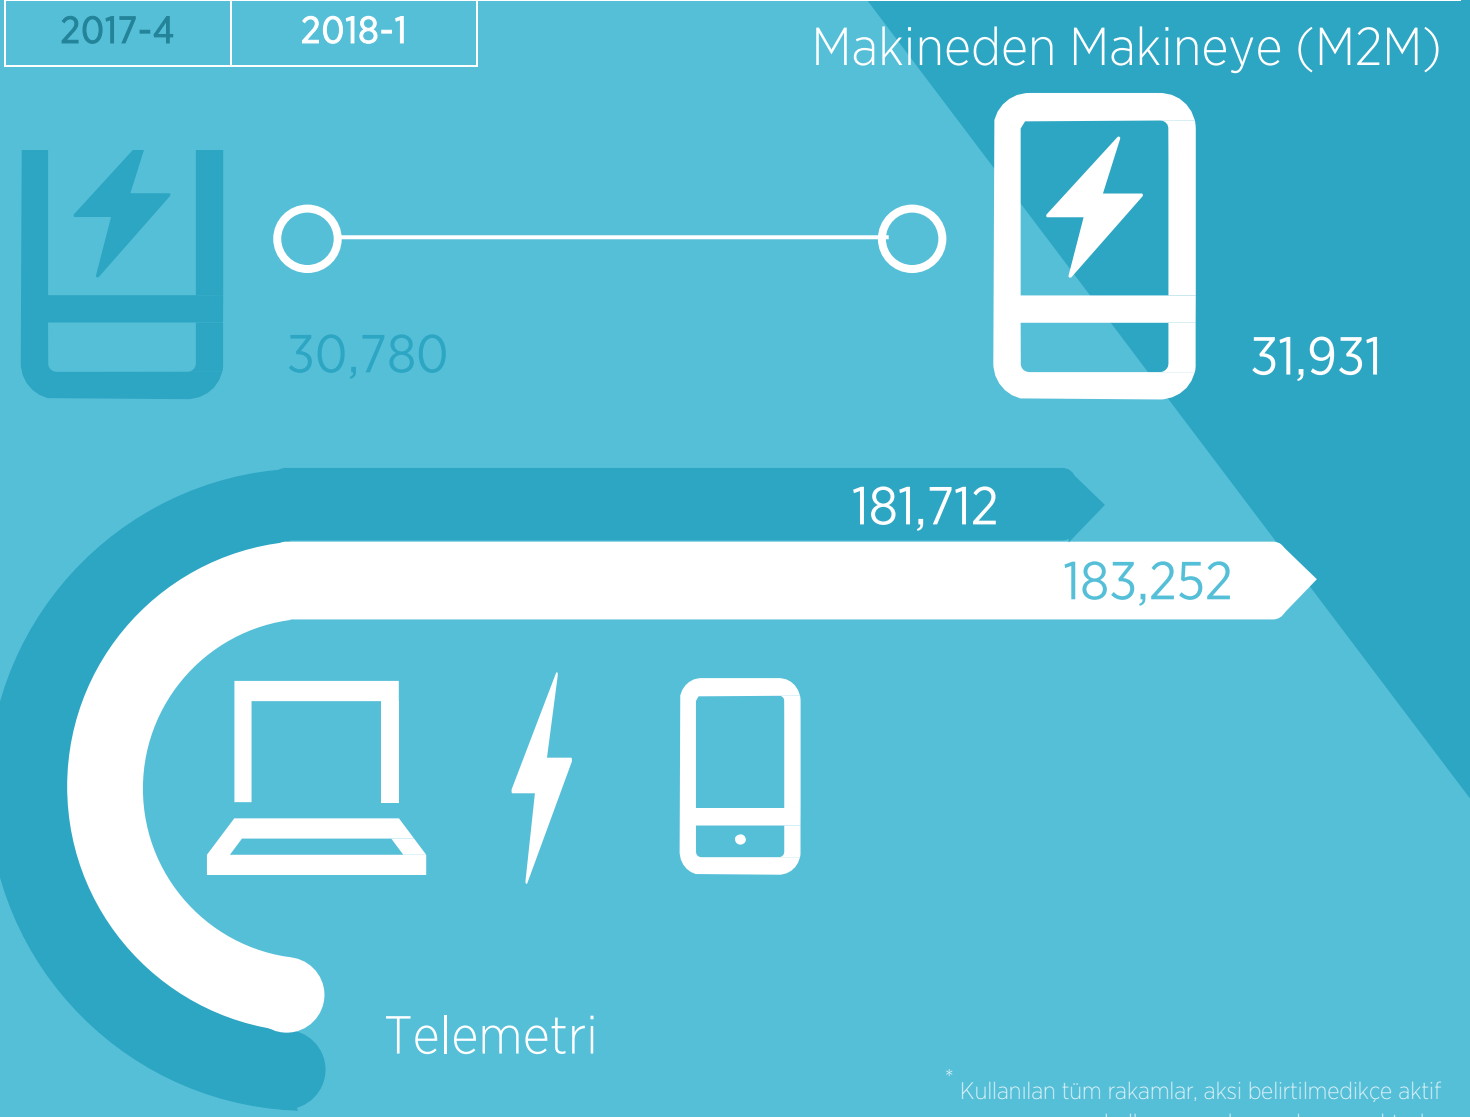 2017-4 2018-1
Makineden Makineye (M2M)
30,780
31,931
181,712
183,252
Telemetri
* Kullanılan tüm rakamlar, aksi belirtilmedikçe aktif